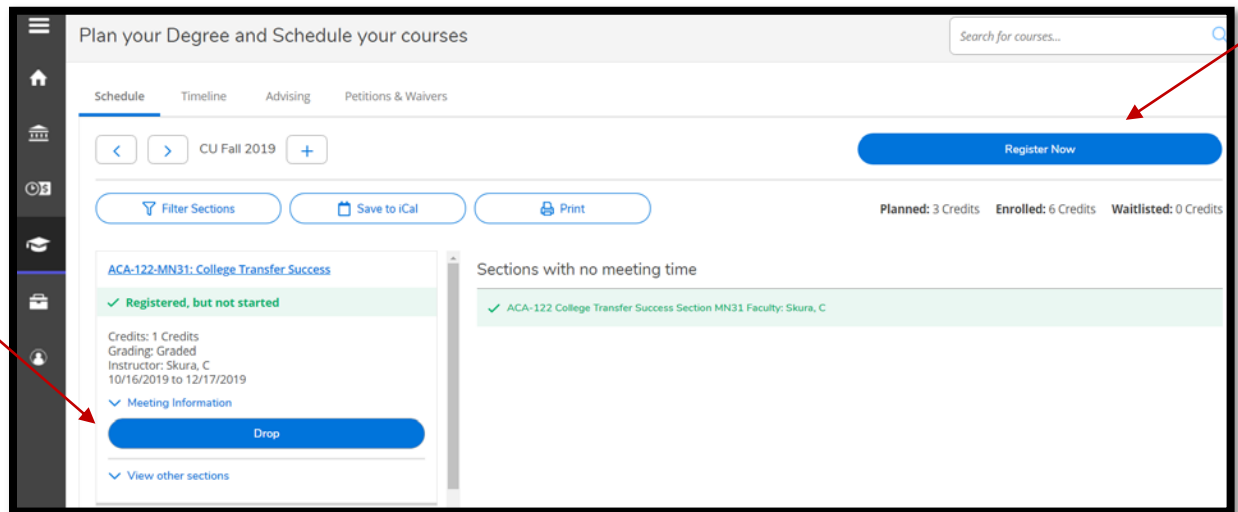 Plan your Degree and Schedule your courses
Search for courses...
Schedule Timeline Advising Petitions & Waivers
CU Fall 2019
Register Now
Filter Sections Save to iCal Print
Planned: 3 Credits Enrolled: 6 Credits Waitlisted: 0 Credits
ACA-122-MN31: College Transfer Success
Registered, but not started
Credits: 1 Credits
Grading: Graded
Instructor: Skura, C
10/16/2019 to 12/17/2019
Meeting Information
Drop
View other sections
Sections with no meeting time
ACA-122 College Transfer Success Section MN31 Faculty: Skura, C